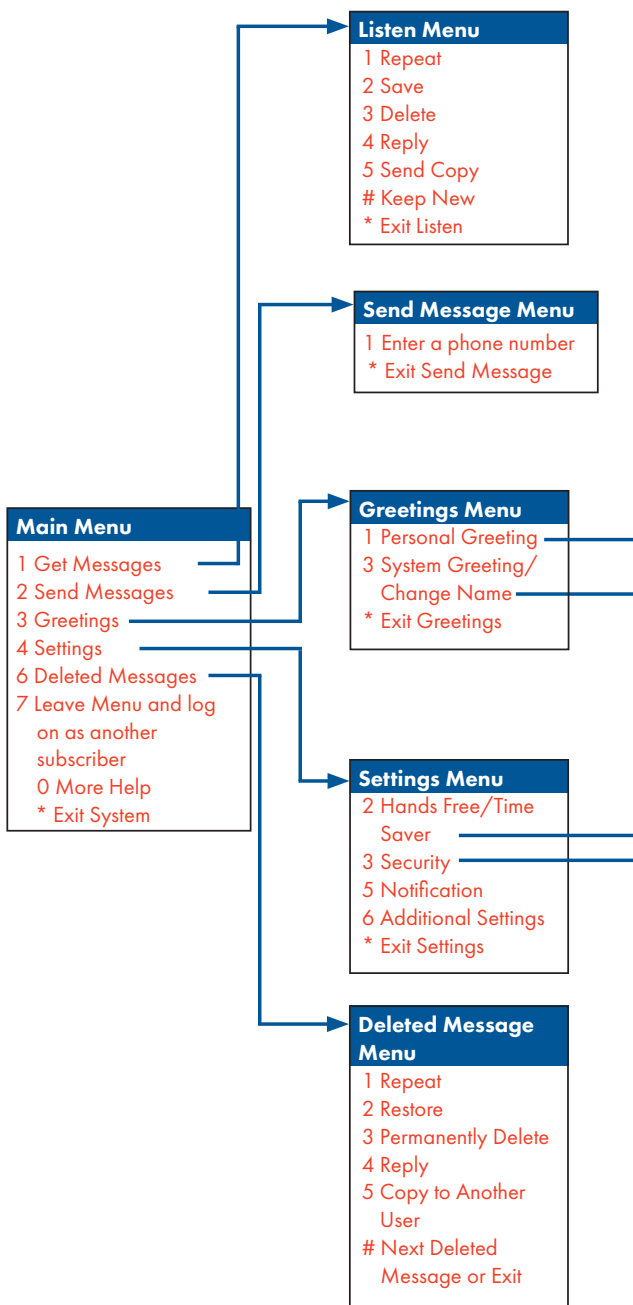 Listen Menu
1 Repeat
2 Save
3 Delete
4 Reply
5 Send Copy
# Keep New
* Exit Listen
Send Message Menu
1 Enter a phone number
* Exit Send Message
Main Menu
1 Get Messages
2 Send Messages
3 Greetings
4 Settings
6 Deleted Messages
7 Leave Menu and log
on as another
subscriber
0 More Help
* Exit System
Greetings Menu
1 Personal Greeting
3 System Greeting/
Change Name
* Exit Greetings
Settings Menu
2 Hands Free/Time
Saver
3 Security
5 Notification
6 Additional Settings
* Exit Settings
Deleted Message
Menu
1 Repeat
2 Restore
3 Permanently Delete
4 Reply
5 Copy to Another
User
# Next Deleted
Message or Exit